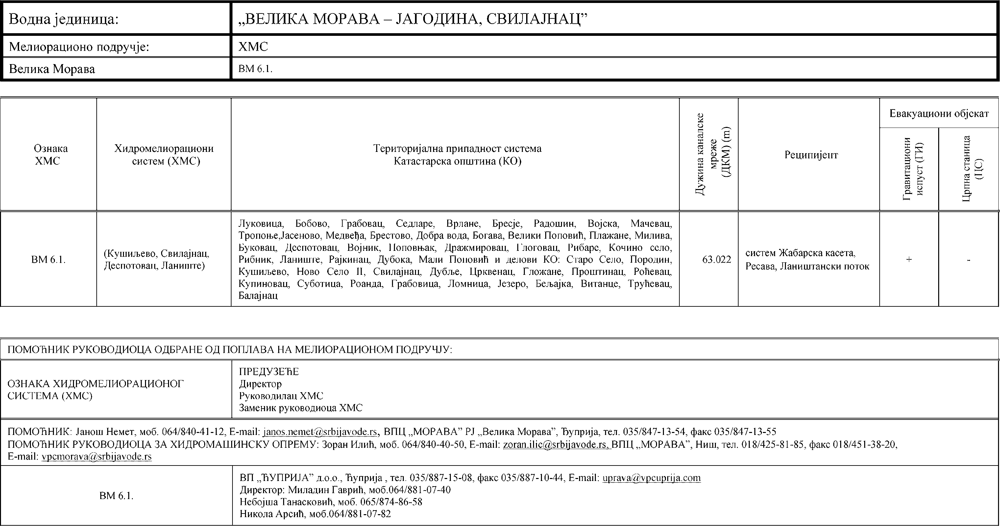 Водна јединица:
„ВЕЛИКА МОРАВА – ЈАГОДИНА, СВИЛАЈНАЦ”
Мелиорационо подручје:
ХМС
Велика Морава
ВМ 6.1.
Ознака
ХМС
Хидромелиорациони
систем (ХМС)
Територијална припадност система
Катастарска општина (КО)
Дужина каналске
мреже
(ДКМ) (m)
Реципијент
Евакуациони објекат
Гравитациони
испуст (ГИ)
Црпна станица
(ЦС)
ВМ 6.1.
(Кушиљево, Свилајнац,
Деспотовац, Ланиште)
Луковица, Бобово, Грабовац, Седларе, Врлане, Бресје, Радошин, Војска, Мачевац,
Тропоње,Јасеново, Медвеђа, Брестово, Добра вода, Богава, Велики Поповић, Плажане, Милива,
Буковац, Деспотовац, Војник, Поповњак, Дражмировац, Глоговац, Рибаре, Кочино село,
Рибник, Ланиште, Рајкинац, Дубока, Мали Поповић и делови КО: Старо Село, Породин,
Кушиљево, Ново Село II, Свилајнац, Дубље, Црквенац, Гложане, Проштинац, Роћевац,
Купиновац, Суботица, Роанда, Грабовица, Ломница, Језеро, Бељајка, Витанце, Трућевац,
Балајнац
63.022
систем Жабарска касета,
Ресава, Лаништански поток
+
-
ПОМОЋНИК РУКОВОДИОЦА ОДБРАНЕ ОД ПОПЛАВА НА МЕЛИОРАЦИОНОМ ПОДРУЧЈУ:
ОЗНАКА ХИДРОМЕЛИОРАЦИОНОГ
СИСТЕМА (ХМС)
ПРЕДУЗЕЋЕ
Директор
Руководилац ХМС
Заменик руководиоца ХМС
ПОМОЋНИК: Јанош Немет, моб. 064/840-41-12, E-mail: janos.nemet@srbijavode.rs, ВПЦ „МОРАВА” РЈ „Велика Морава”, Ћуприја, тел. 035/847-13-54, факс 035/847-13-55
ПОМОЋНИК РУКОВОДИОЦА ЗА ХИДРОМАШИНСКУ ОПРЕМУ: Зоран Илић, моб. 064/840-40-50, E-mail: zoran.ilic@srbijavode.rs, ВПЦ „МОРАВА”, Ниш, тел. 018/425-81-85, факс 018/451-38-20,
E-mail: vpcmorava@srbijavode.rs
ВМ 6.1.
ВП „ЋУПРИЈА” д.о.о., Ћуприја , тел. 035/887-15-08, факс 035/887-10-44, E-mail: uprava@vpcuprija.com
Директор: Миладин Гаврић, моб.064/881-07-40
Небојша Танасковић, моб. 065/874-86-58
Никола Арсић, моб.064/881-07-82